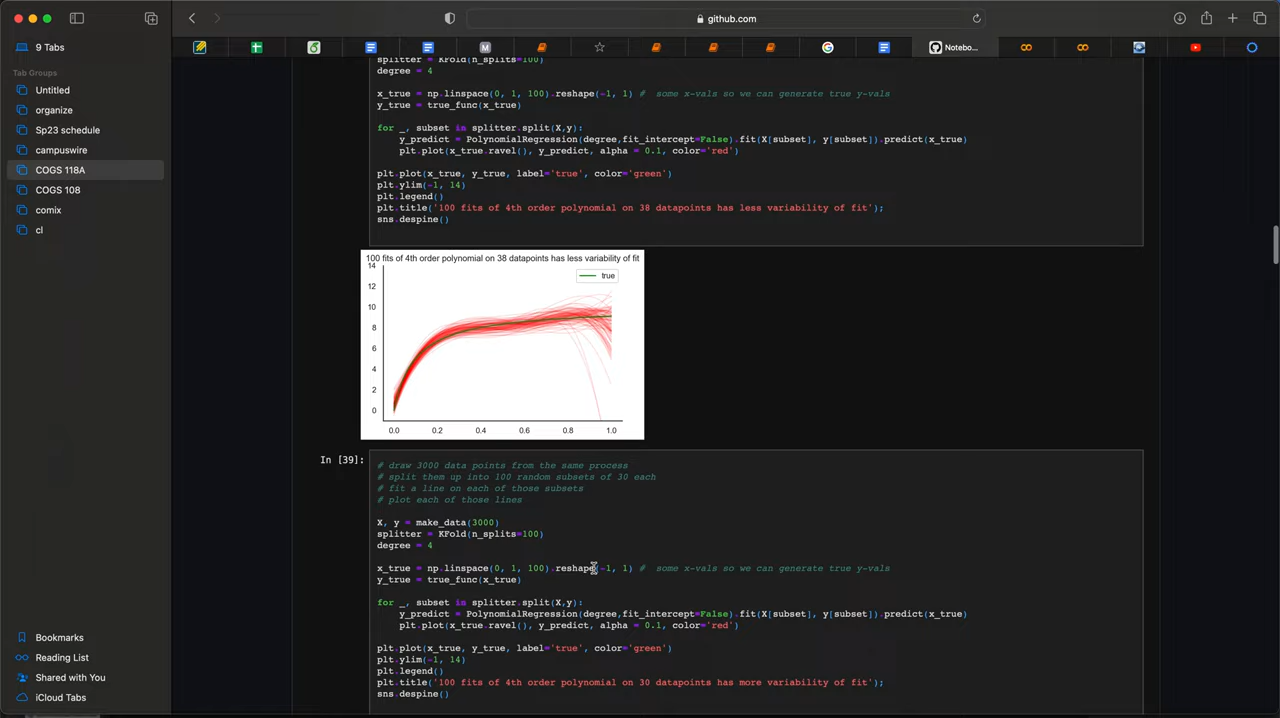 9 Tabs
github.com
Notebo...
Tab Groups
Untitled
organize
Sp23 schedule
campuswire
COGS 118A
COGS 108
comix
cl
Bookmarks
Reading List
Shared with You
iCloud Tabs
splitter = KFold(n_splits=100)
degree = 4
x_true = np.linspace(0, 1, 100).reshape(-1, 1) #  some x-vals so we can generate true y-vals
y_true = true_func(x_true)
for _, subset in splitter.split(X,y):
y_predict = PolynomialRegression(degree,fit_intercept=False).fit(X[subset], y[subset]).predict(x_true)
plt.plot(x_true.ravel(), y_predict, alpha = 0.1, color='red')
plt.plot(x_true, y_true, label='true', color='green')
plt.ylim(-1, 14)
plt.legend()
plt.title('100 fits of 4th order polynomial on 38 datapoints has less variability of fit');
sns.despine()
100 fits of 4th order polynomial on 38 datapoints has less variability of fit
14
true
12
10
8
6
4
2
0
0.0 0.2 0.4 0.6 0.8 1.0
In [39]:
# draw 3000 data points from the same process
# split them up into 100 random subsets of 30 each
# fit a line on each of those subsets
# plot each of those lines
X, y = make_data(3000)
splitter = KFold(n_splits=100)
degree = 4
x_true = np.linspace(0, 1, 100).reshape(-1, 1) #  some x-vals so we can generate true y-vals
y_true = true_func(x_true)
for _, subset in splitter.split(X,y):
y_predict = PolynomialRegression(degree,fit_intercept=False).fit(X[subset], y[subset]).predict(x_true)
plt.plot(x_true.ravel(), y_predict, alpha = 0.1, color='red')
plt.plot(x_true, y_true, label='true', color='green')
plt.ylim(-1, 14)
plt.legend()
plt.title('100 fits of 4th order polynomial on 30 datapoints has more variability of fit');
sns.despine()